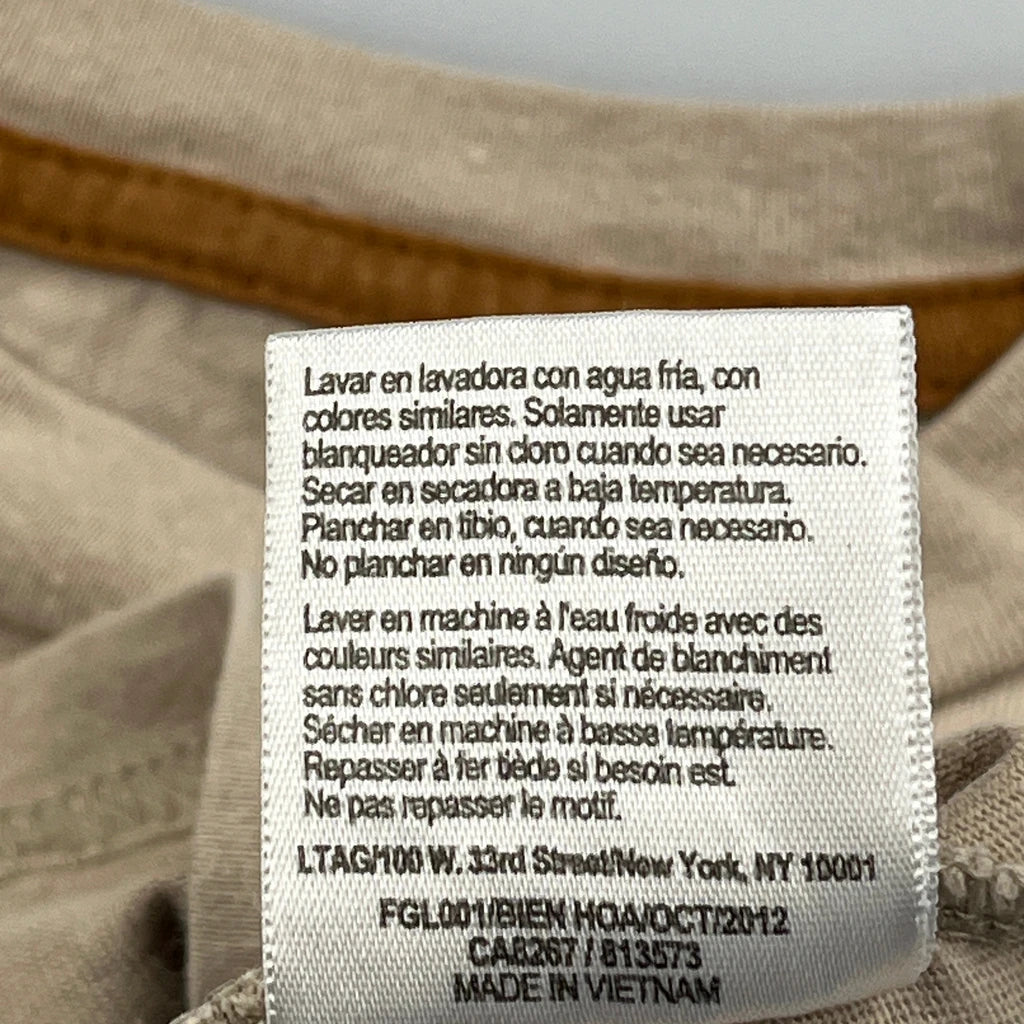 Lavar en lavadora con agua fría, con
colores similares. Solamente usar
blanqueador sin cloro cuando sea necesario.
Secar en secadora a baja temperatura.
Planchar en tibio, cuando sea necesario.
No planchar en ningún diseño.
Laver en machine à l'eau froide avec des
couleurs similaires. Agent de blanchiment
sans chlore seulement si nécessaire.
Sécher en machine à basse température.
Repasser à fer tiède si besoin est.
Ne pas repasser le motif.
LTAG/100 W. 33rd Street/New York, NY 10001
FGL001/BIEN HOA/OCT/2012
CA8267 / 813573
MADE IN VIETNAM